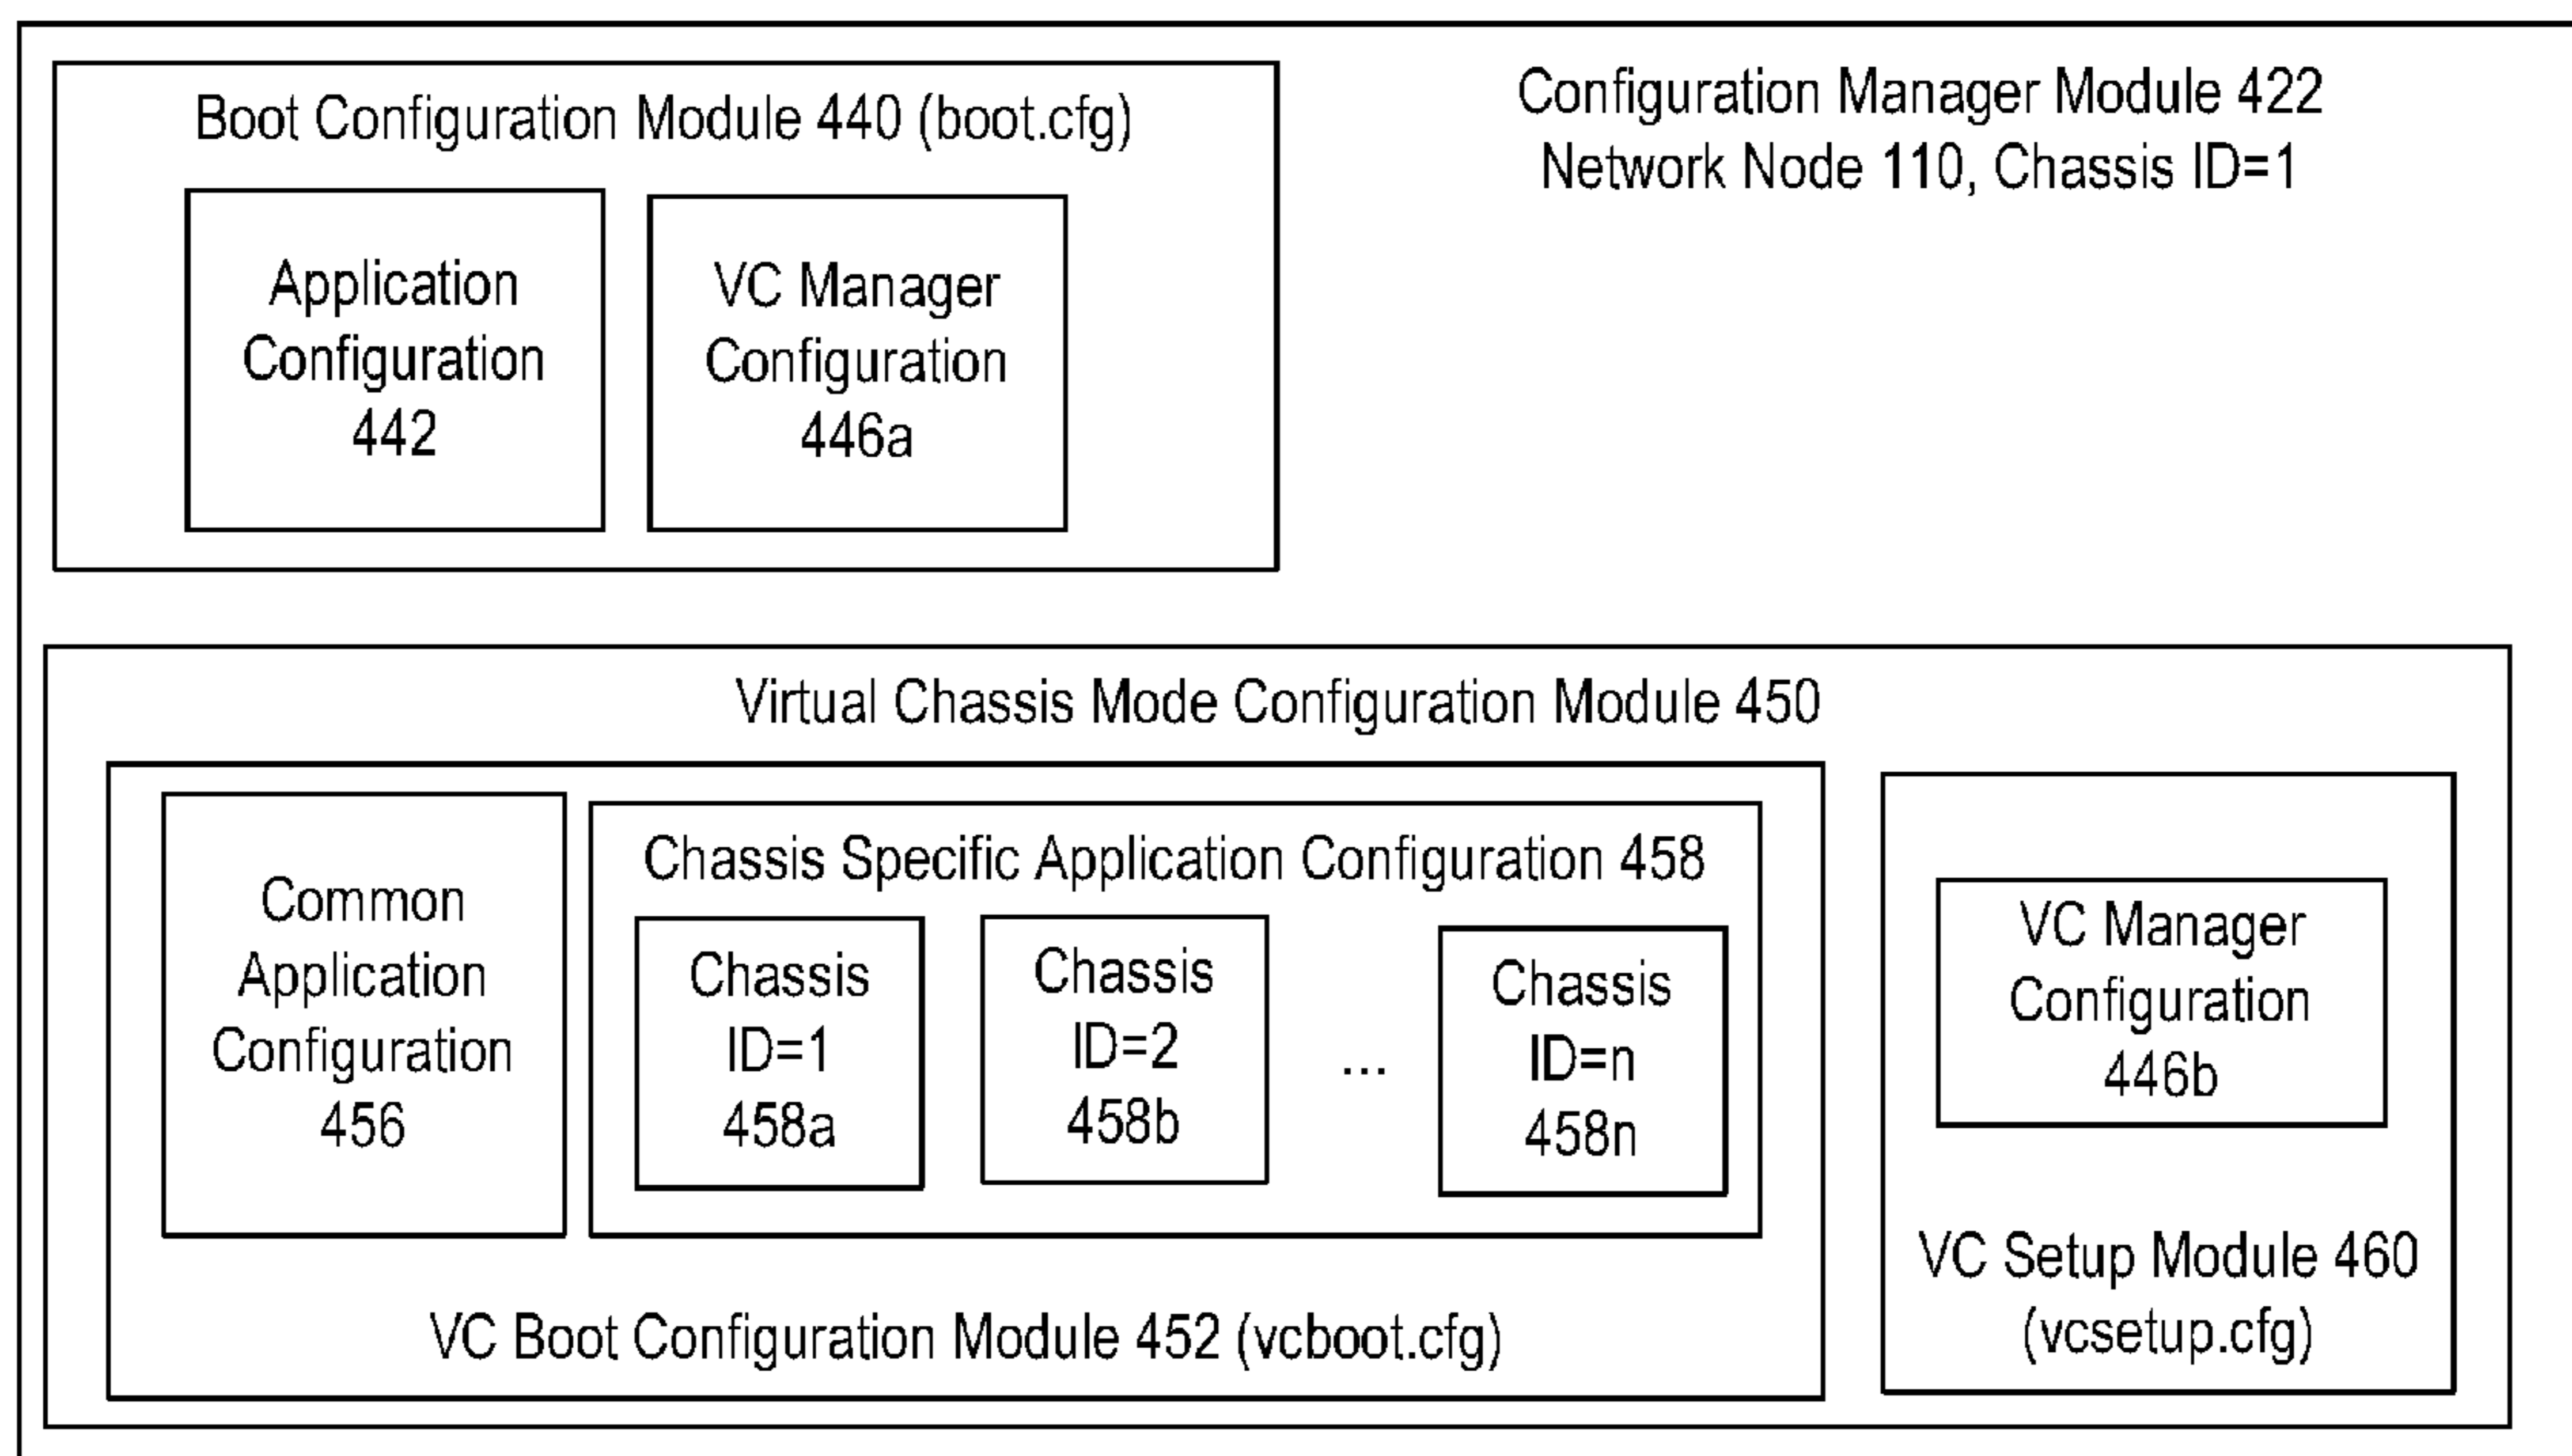 Boot Configuration Module 440 (boot.cfg)
Application
Configuration
442
VC Manager
Configuration
446a
Configuration Manager Module 422
Network Node 110, Chassis ID=1
Virtual Chassis Mode Configuration Module 450
Common
Application
Configuration
456
Chassis Specific Application Configuration 458
Chassis
ID=1
458a
Chassis
ID=2
458b
...
Chassis
ID=n
458n
VC Boot Configuration Module 452 (vcboot.cfg)
VC Manager
Configuration
446b
VC Setup Module 460
(vcsetup.cfg)